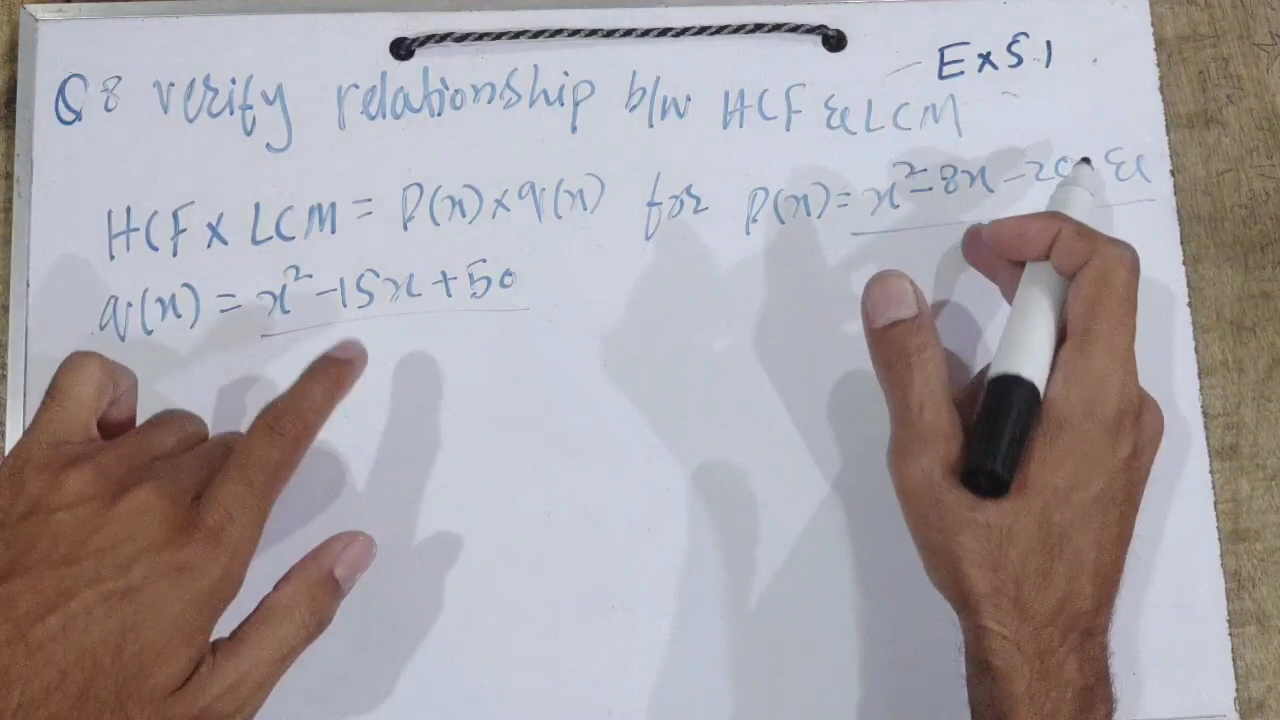 Ex 5.1
Q8 verify relationship b/w HCF & LCM
HCF x LCM = P(x) x q(x) for p(x) = x² - 8x - 20 &
q(x) = x² - 15x + 50